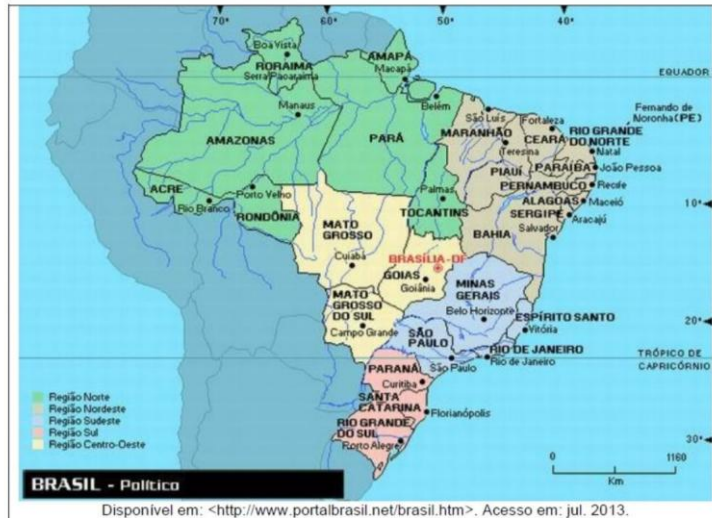 70°
60°
50°
40°
Boa Vista
RORAIMA
Serra Pacaraima
AMAPÁ
Macapá
EQUADOR
Manaus
Belém
São Luís
Fortaleza
Fernando de
Noronha(PE)
AMAZONAS
PARÁ
MARANHÃO
Teresina
CEARÁ
RIO GRANDE
DO NORTE
Natal
PIAUÍ
PARAÍBA
João Pessoa
PERNAMBUCO
Recife
ACRE
Rio Branco
Porto Velho
RONDÔNIA
Palmas
TOCANTINS
ALAGOAS
Maceió
SERGIPE
Aracajú
10°
MATO
GROSSO
Cuiabá
BAHIA
Salvador
BRASÍLIA-DF
GOIÁS
Goiânia
MINAS
GERAIS
Belo Horizonte
MATO
GROSSO
DO SUL
Campo Grande
ESPÍRITO SANTO
Vitória
20°
SÃO
PAULO
São Paulo
RIO DE JANEIRO
Rio de Janeiro
TRÓPICO DE
CAPRICÓRNIO
PARANÁ
Curitiba
SANTA
CATARINA
Florianópolis
RIO GRANDE
DO SUL
Porto Alegre
30°
Região Norte
Região Nordeste
Região Sudeste
Região Sul
Região Centro-Oeste
0
1160
Km
BRASIL - Político
Disponível em: <http://www.portalbrasil.net/brasil.htm>. Acesso em: jul. 2013.